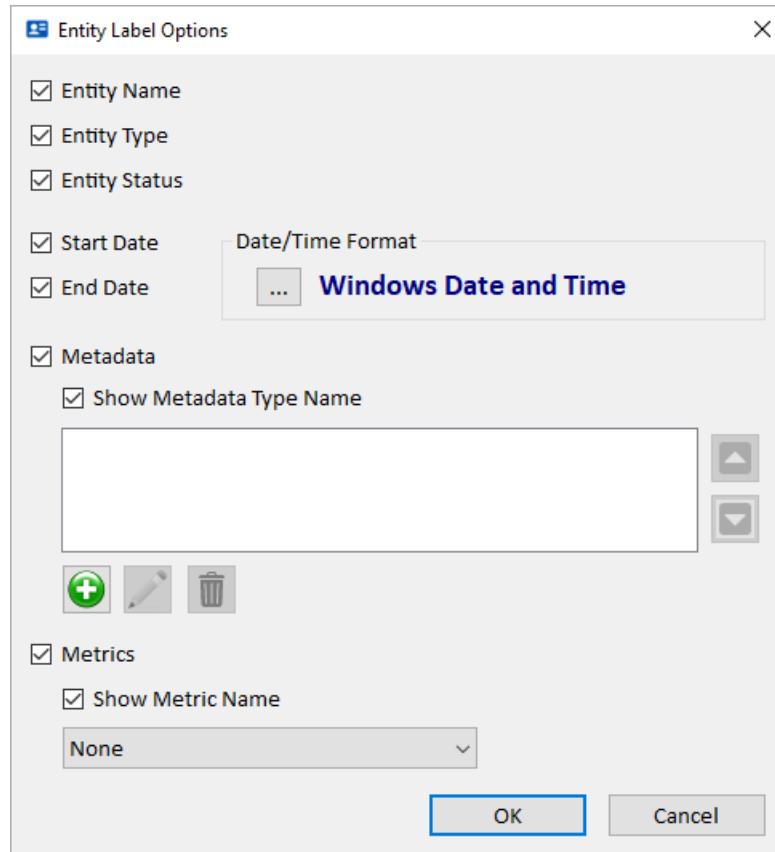 Entity Label Options
Entity Name
Entity Type
Entity Status
Start Date
Date/Time Format
End Date
... Windows Date and Time
Metadata
Show Metadata Type Name
Metrics
Show Metric Name
None
OK Cancel